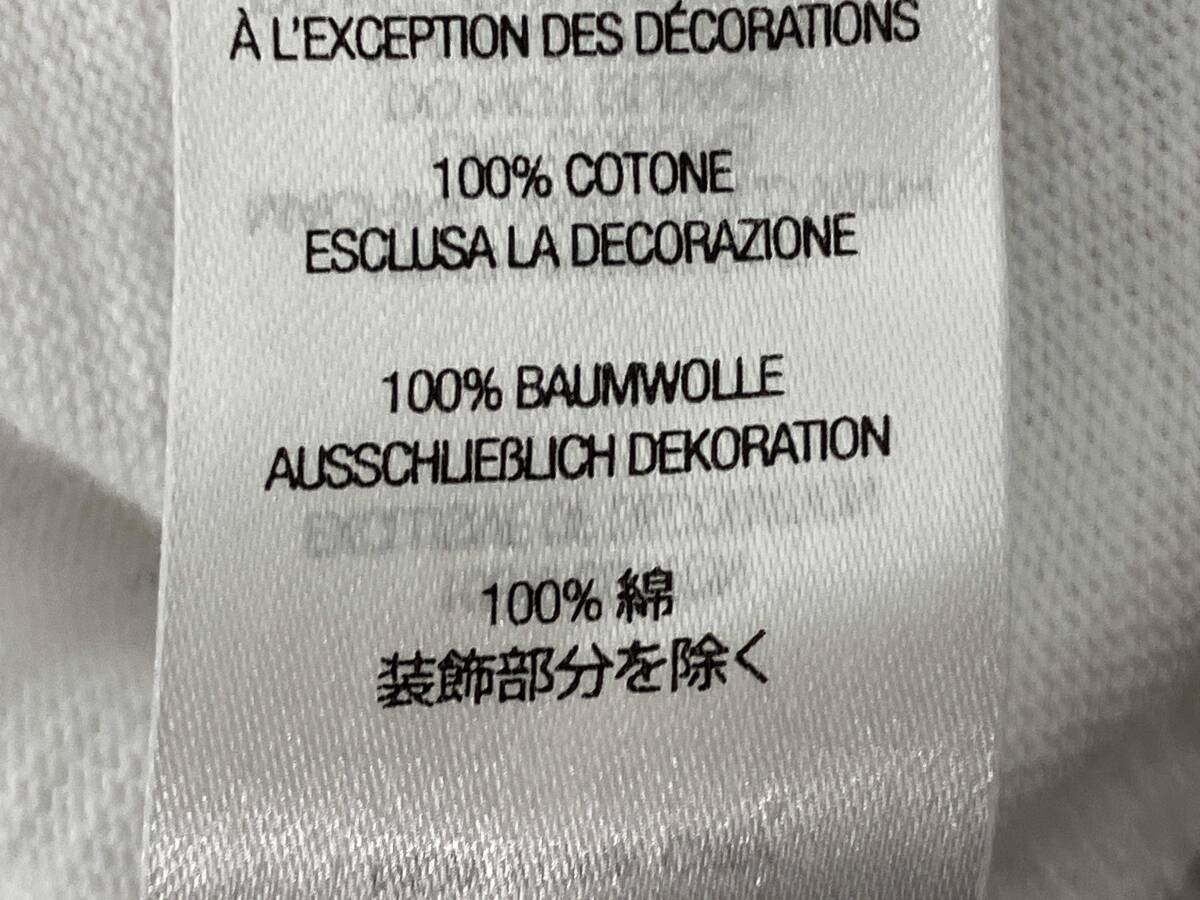 À L'EXCEPTION DES DÉCORATIONS
100% COTONE
ESCLUSA LA DECORAZIONE
100% BAUMWOLLE
AUSSCHLIEßLICH DEKORATION
100% 綿
装飾部分を除く